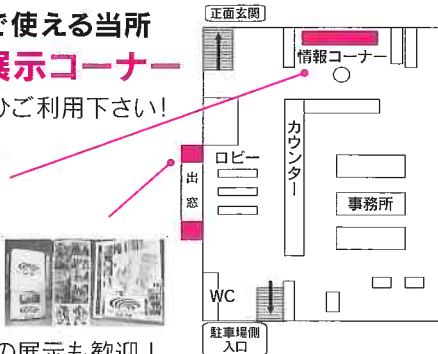 で使える当所
展示コーナー
ひご利用下さい!
正面玄関
情報コーナー
カウンター
ロビー
出窓
事務所
WC
駐車場側
入口
の展示も歓迎!